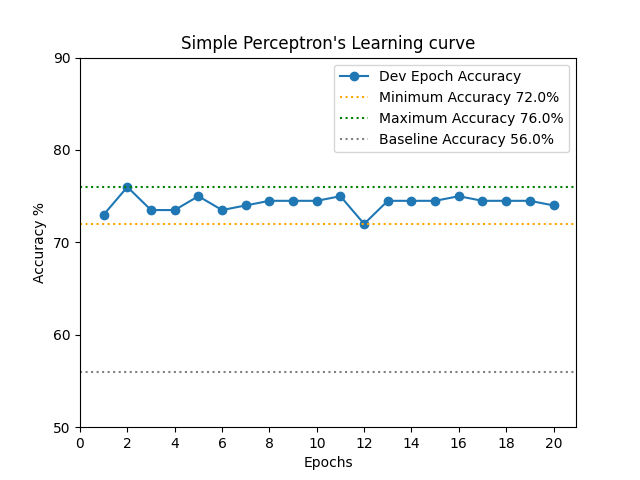 Simple Perceptron's Learning curve
90
80
70
60
50
Accuracy %
Dev Epoch Accuracy
Minimum Accuracy 72.0%
Maximum Accuracy 76.0%
Baseline Accuracy 56.0%
0 2 4 6 8 10 12 14 16 18 20
Epochs